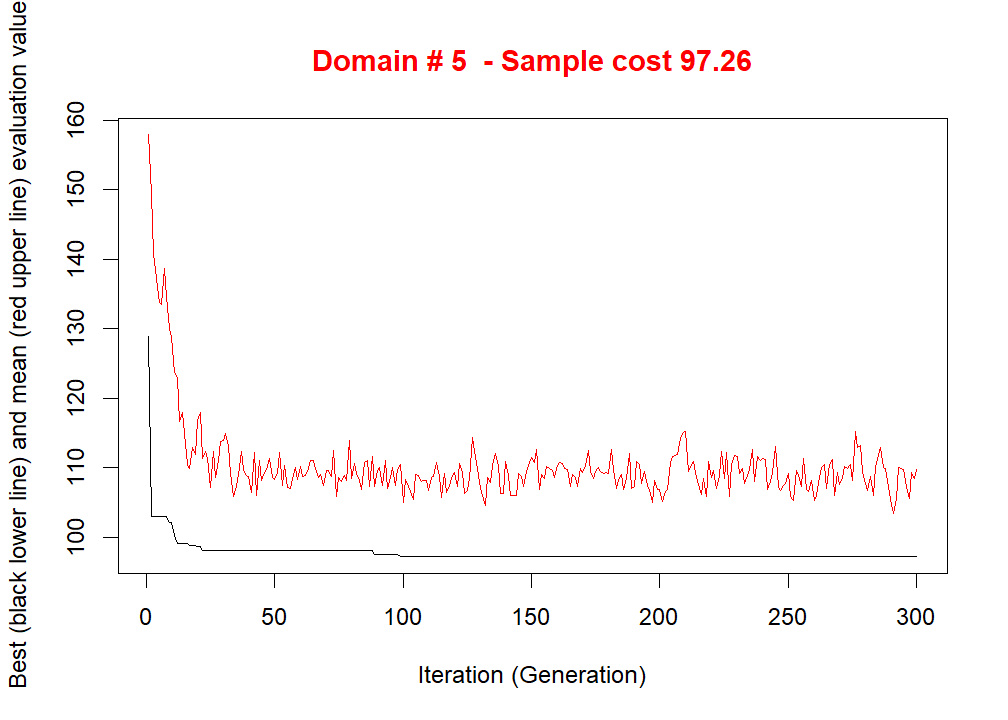 Domain # 5  - Sample cost 97.26
Best (black lower line) and mean (red upper line) evaluation value
160
150
140
130
120
110
100
0 50 100 150 200 250 300
Iteration (Generation)